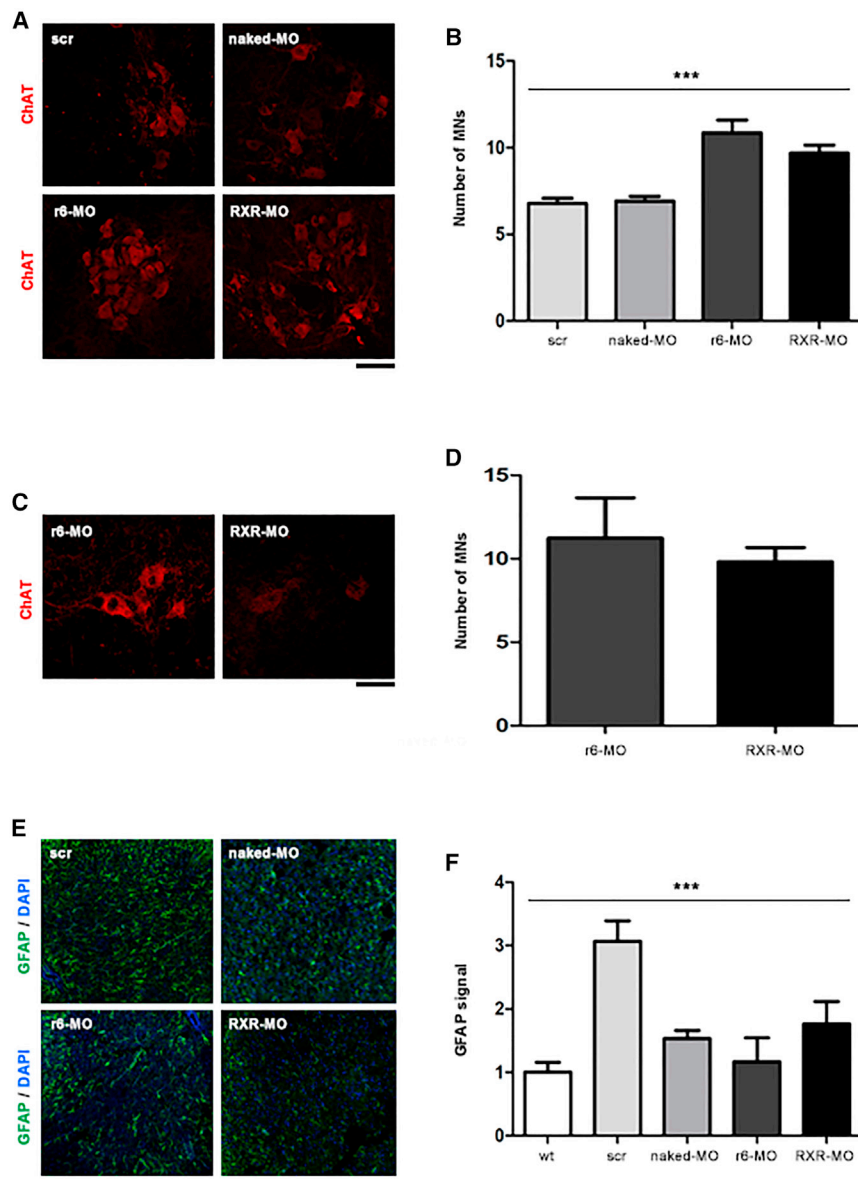 A
scr
naked-MO
ChAT
r6-MO
RXR-MO
ChAT
B
***
Number of MNs
15
10
5
0
scr
naked-MO
r6-MO
RXR-MO
C
r6-MO
RXR-MO
ChAT
D
Number of MNs
15
10
5
0
r6-MO
RXR-MO
E
scr
naked-MO
GFAP / DAPI
r6-MO
RXR-MO
GFAP / DAPI
F
***
GFAP signal
4
3
2
1
0
wt
scr
naked-MO
r6-MO
RXR-MO